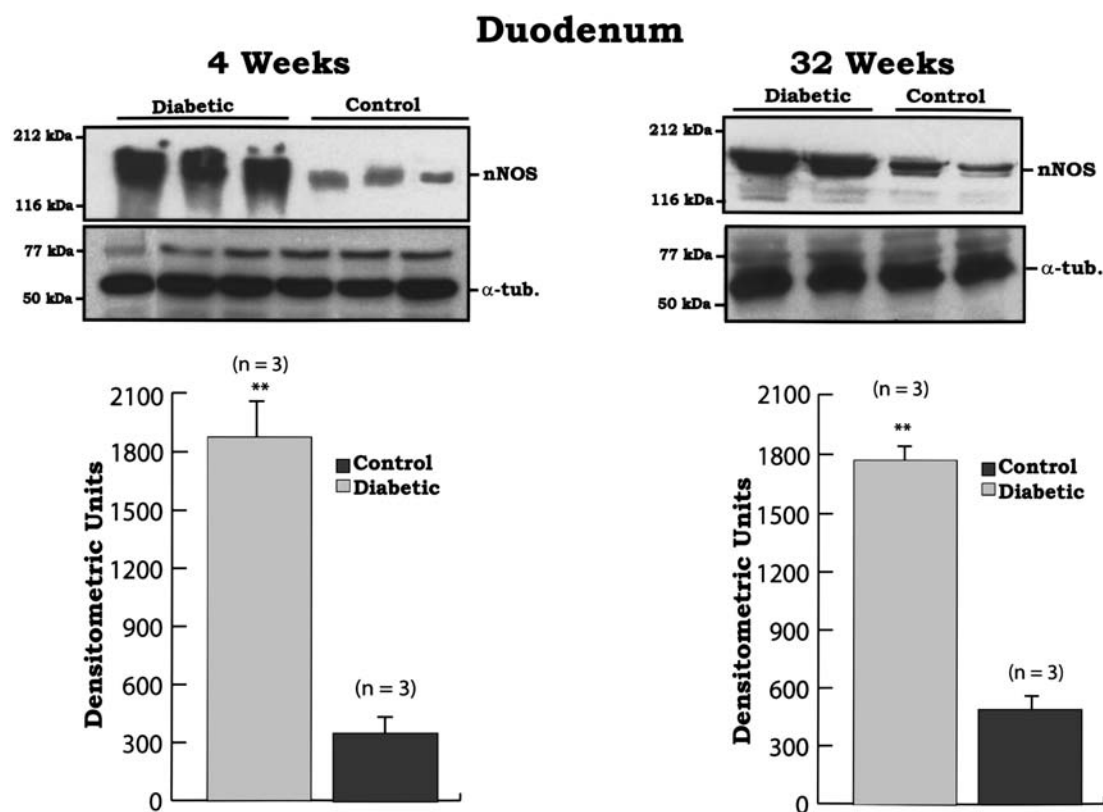 Duodenum
4 Weeks
Diabetic Control
212 kDa
nNOS
116 kDa
77 kDa
α-tub.
50 kDa
(n = 3)
**
2100
1800
1500
1200
900
600
300
0
Densitometric Units
Control
Diabetic
(n = 3)
32 Weeks
Diabetic Control
212 kDa
nNOS
116 kDa
77 kDa
α-tub.
50 kDa
(n = 3)
**
2100
1800
1500
1200
900
600
300
0
Densitometric Units
Control
Diabetic
(n = 3)